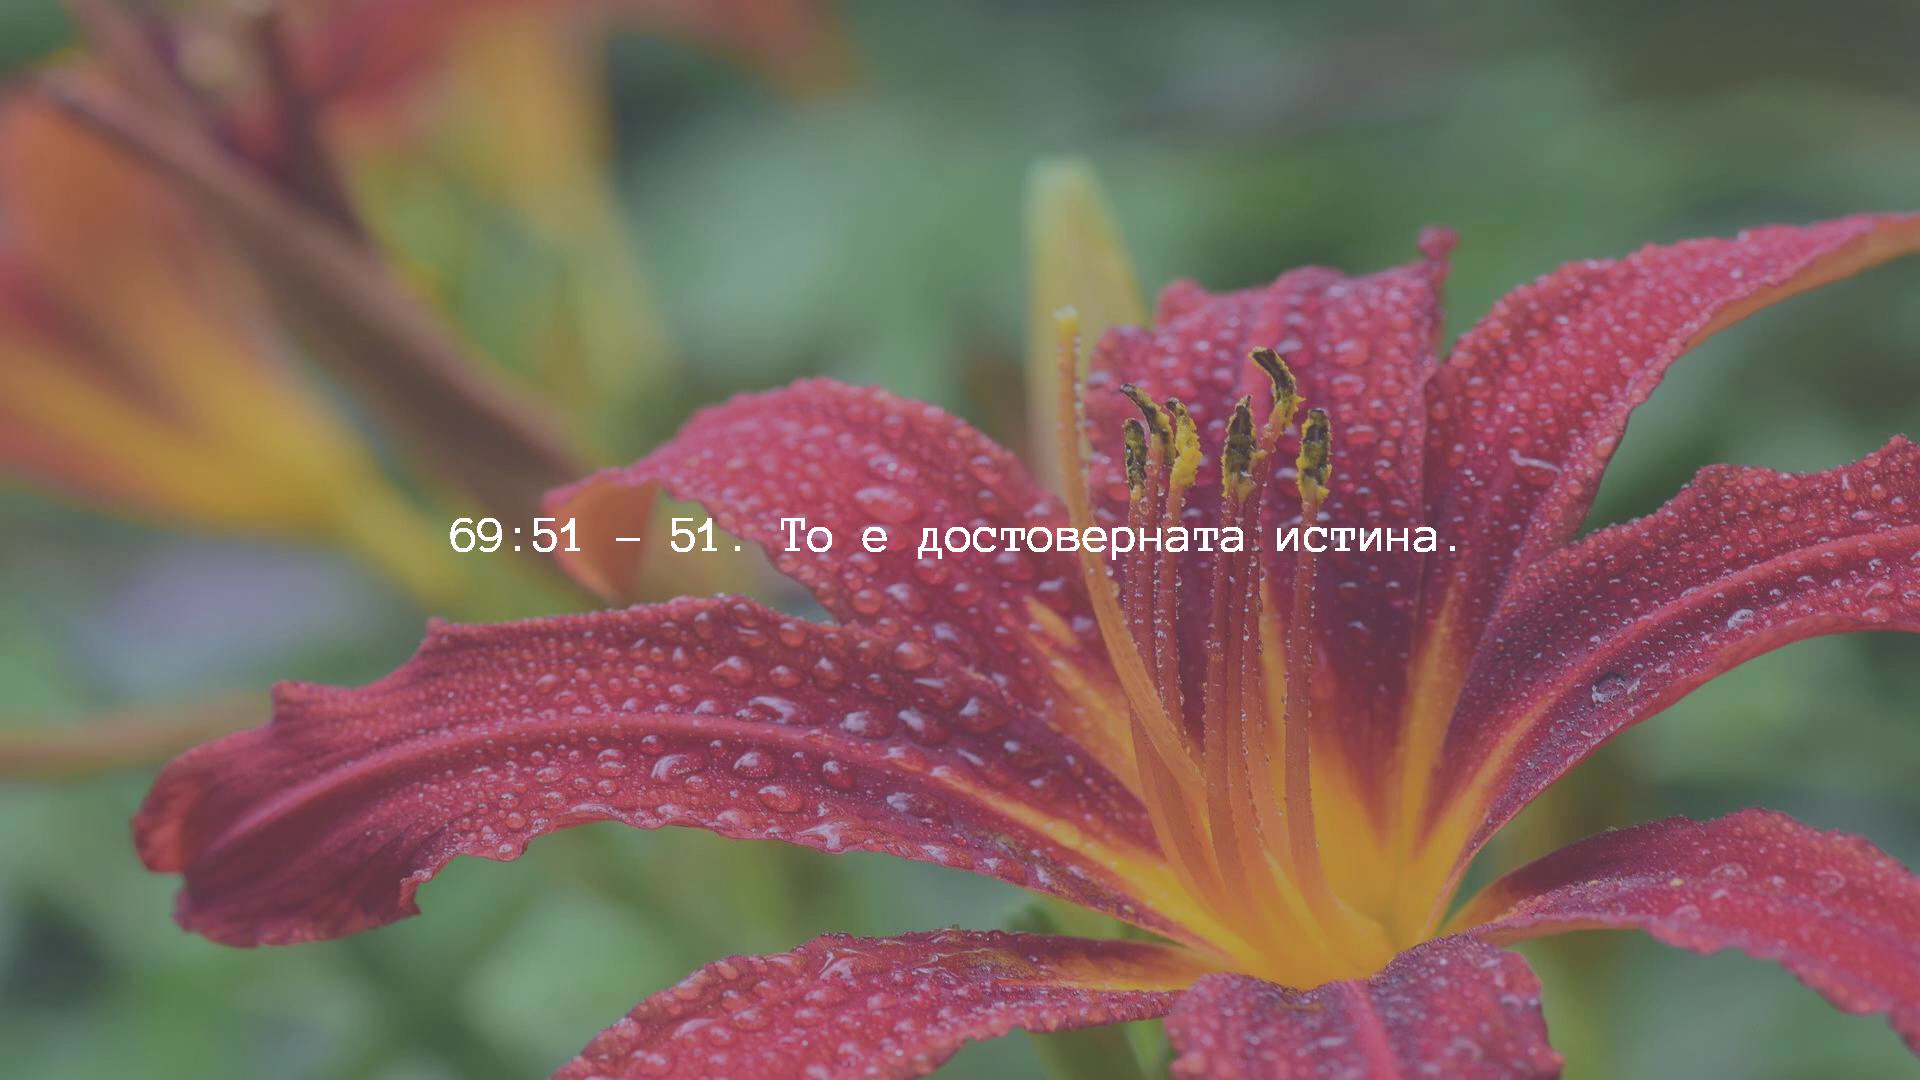 69:51 – 51. То е достоверната истина.